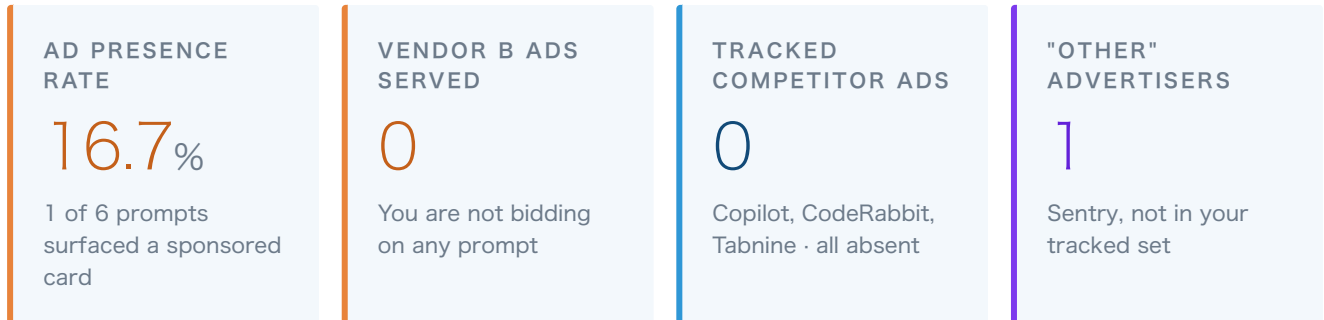 AD PRESENCE
RATE
16.7%
1 of 6 prompts
surfaced a sponsored
card
VENDOR B ADS
SERVED
0
You are not bidding
on any prompt
TRACKED
COMPETITOR ADS
0
Copilot, CodeRabbit,
Tabnine · all absent
"OTHER"
ADVERTISERS
1
Sentry, not in your
tracked set